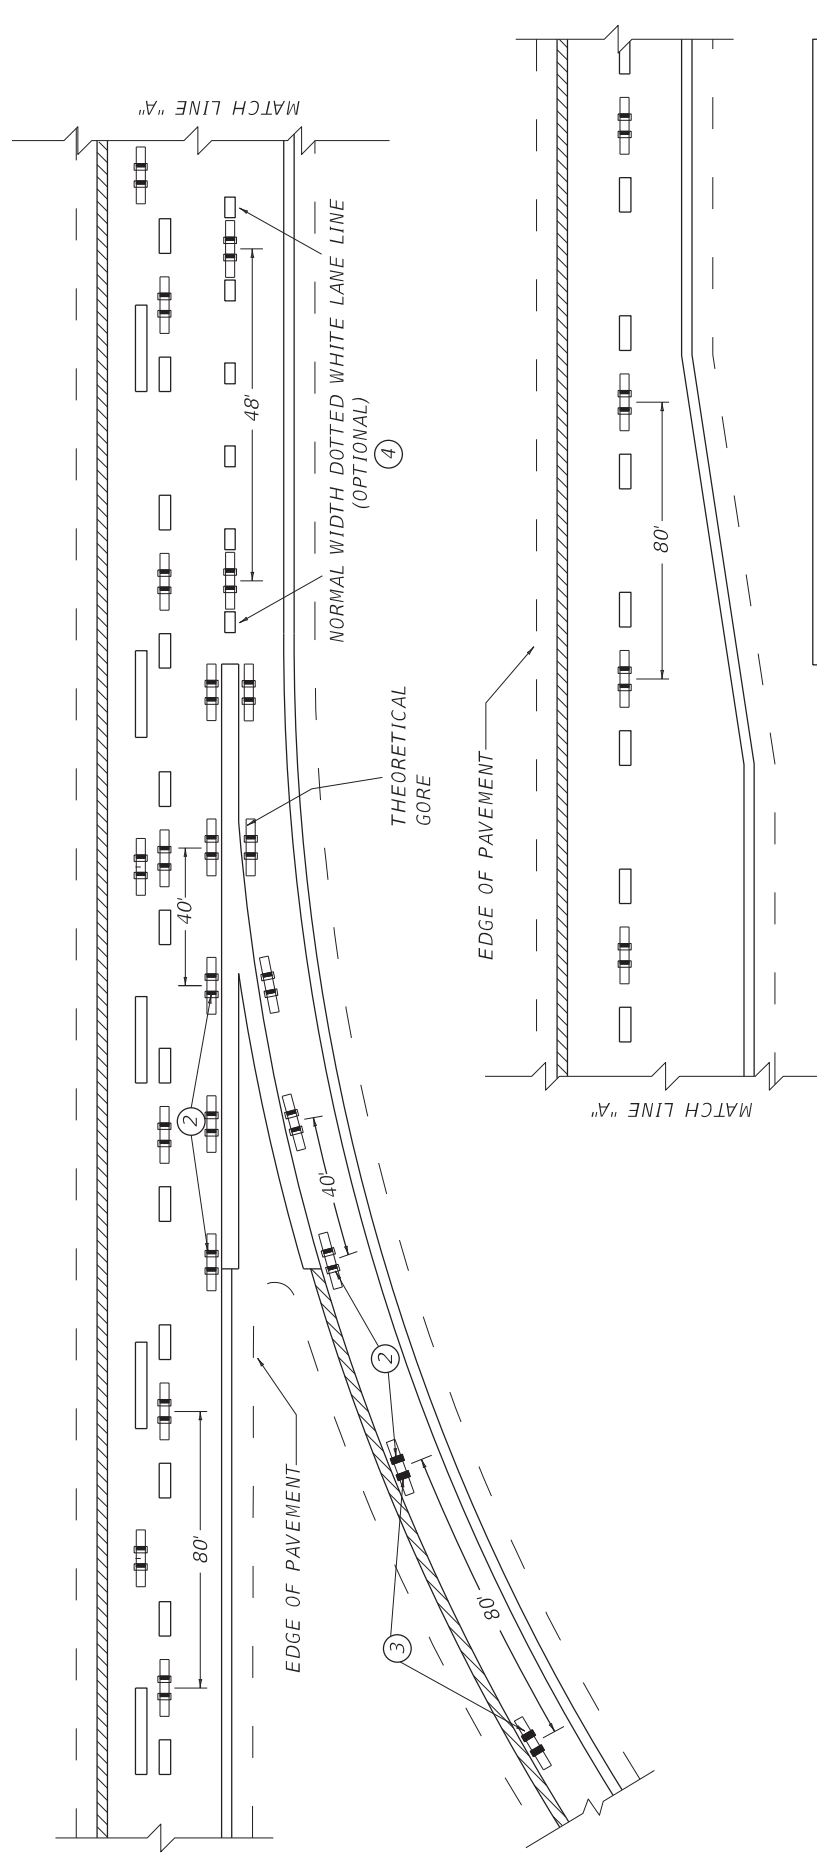 MATCH LINE "A"
NORMAL WIDTH DOTTED WHITE LANE LINE
(OPTIONAL)
4
48'
THEORETICAL
GORE
40'
2
40'
2
EDGE OF PAVEMENT
80'
80'
3
EDGE OF PAVEMENT
80'
MATCH LINE "A"